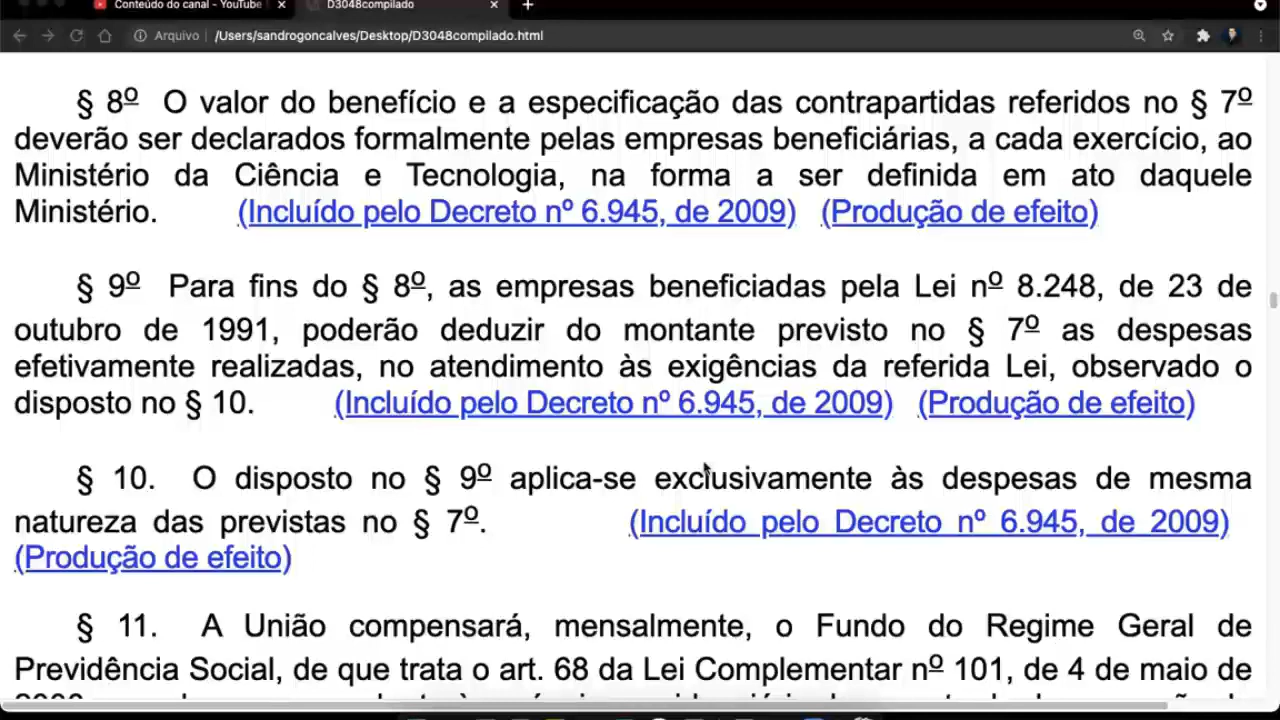 Conteúdo do canal - YouTube
D3048compilado
Arquivo /Users/sandrogoncalves/Desktop/D3048compilado.html
§ 8º O valor do benefício e a especificação das contrapartidas referidos no § 7º
deverão ser declarados formalmente pelas empresas beneficiárias, a cada exercício, ao
Ministério da Ciência e Tecnologia, na forma a ser definida em ato daquele
Ministério. (Incluído pelo Decreto nº 6.945, de 2009) (Produção de efeito)
§ 9º Para fins do § 8º, as empresas beneficiadas pela Lei nº 8.248, de 23 de
outubro de 1991, poderão deduzir do montante previsto no § 7º as despesas
efetivamente realizadas, no atendimento às exigências da referida Lei, observado o
disposto no § 10. (Incluído pelo Decreto nº 6.945, de 2009) (Produção de efeito)
§ 10. O disposto no § 9º aplica-se exclusivamente às despesas de mesma
natureza das previstas no § 7º. (Incluído pelo Decreto nº 6.945, de 2009)
(Produção de efeito)
§ 11. A União compensará, mensalmente, o Fundo do Regime Geral de
Previdência Social, de que trata o art. 68 da Lei Complementar nº 101, de 4 de maio de